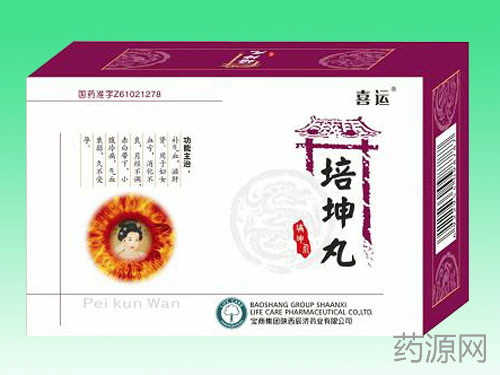 国药准字Z61021278
喜运®
培坤丸
功能主治:
补气血,滋肝
肾。用于妇女
血亏,消化不
良,月经不调,
赤白带下,小
腹冷痛,气血
衰弱,久不受
孕。
Pei kun Wan
LIFE CARE
BAOSHANG GROUP SHAANXI
LIFE CARE PHARMACEUTICAL CO.,LTD.
宝商集团陕西辰济药业有限公司
药源网